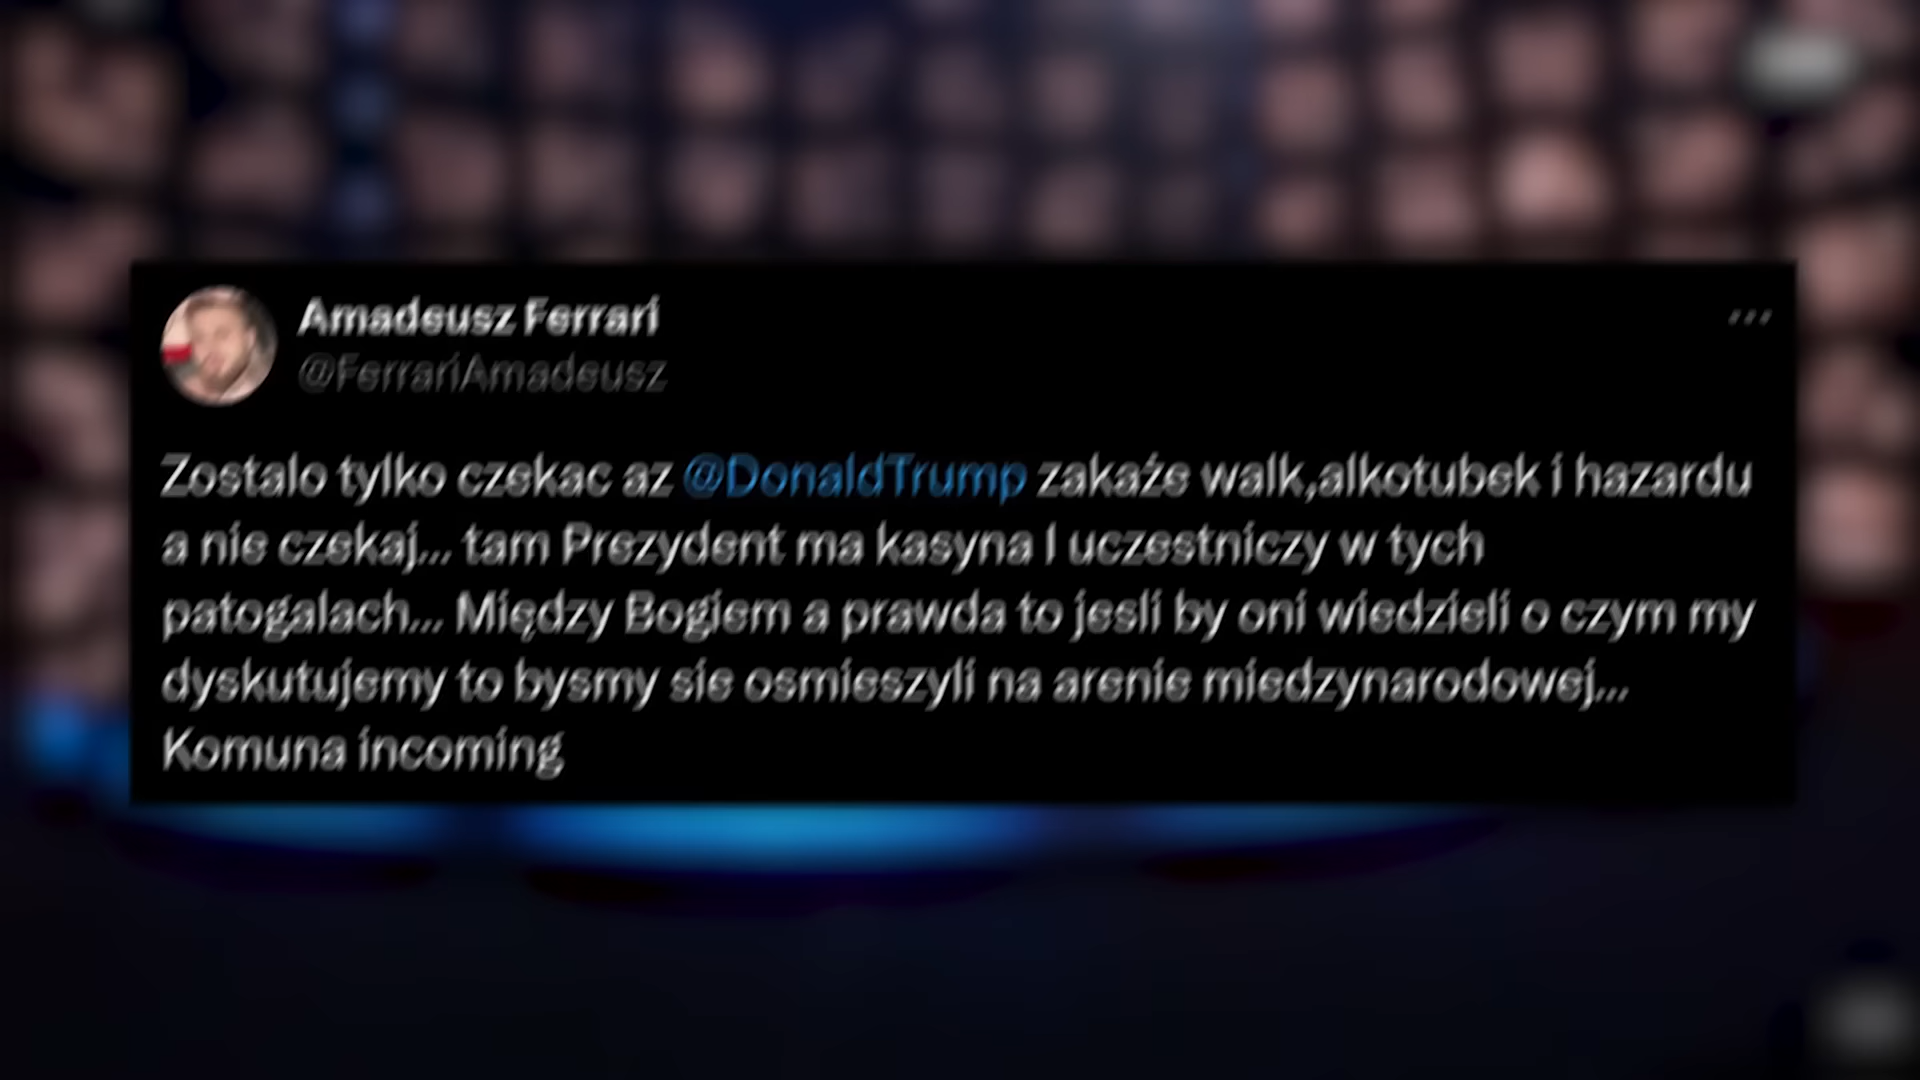 Amadeusz Ferrari
@FerrariAmadeusz
Zostalo tylko czekac az @DonaldTrump zakaże walk,alkotubek i hazardu
a nie czekaj... tam Prezydent ma kasyna I uczestniczy w tych
patogalach... Między Bogiem a prawda to jesli by oni wiedzieli o czym my
dyskutujemy to bysmy sie osmieszyli na arenie miedzynarodowej...
Komuna incoming